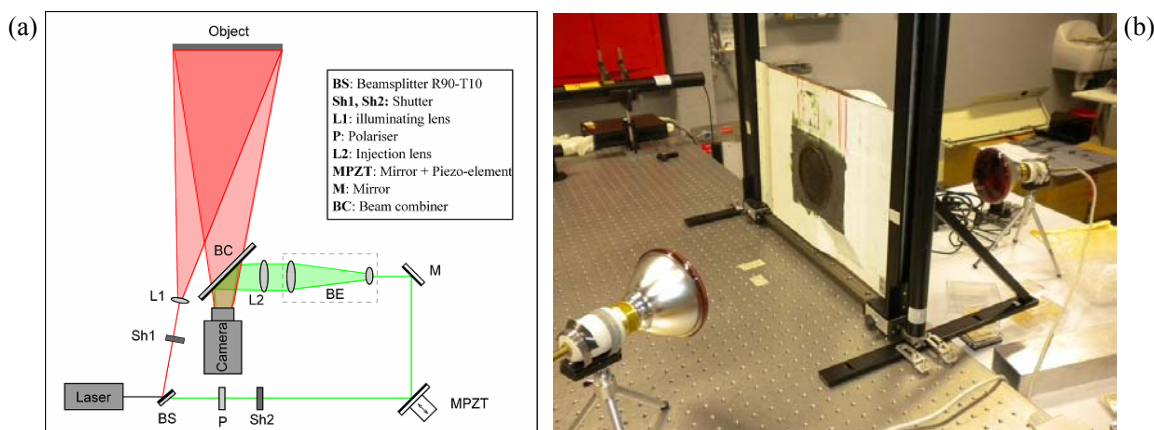 (a)
Object
BS: Beamsplitter R90-T10
Sh1, Sh2: Shutter
L1: illuminating lens
P: Polariser
L2: Injection lens
MPZT: Mirror + Piezo-element
M: Mirror
BC: Beam combiner
BC
M
L1
L2
BE
Sh1
Camera
Laser
BS
P
Sh2
MPZT
(b)